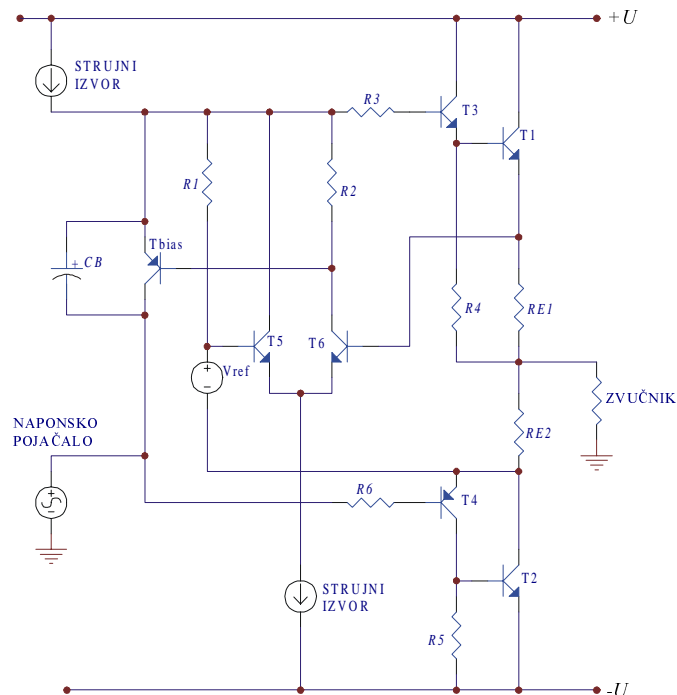 +U
STRUJNI
IZVOR
R3
T3
T1
R1
R2
Tbias
+ CB
R4
RE1
T5
T6
Vref
+
−
ZVUČNIK
RE2
NAPONSKO
POJAČALO
R6
T4
+
−
STRUJNI
IZVOR
T2
R5
-U